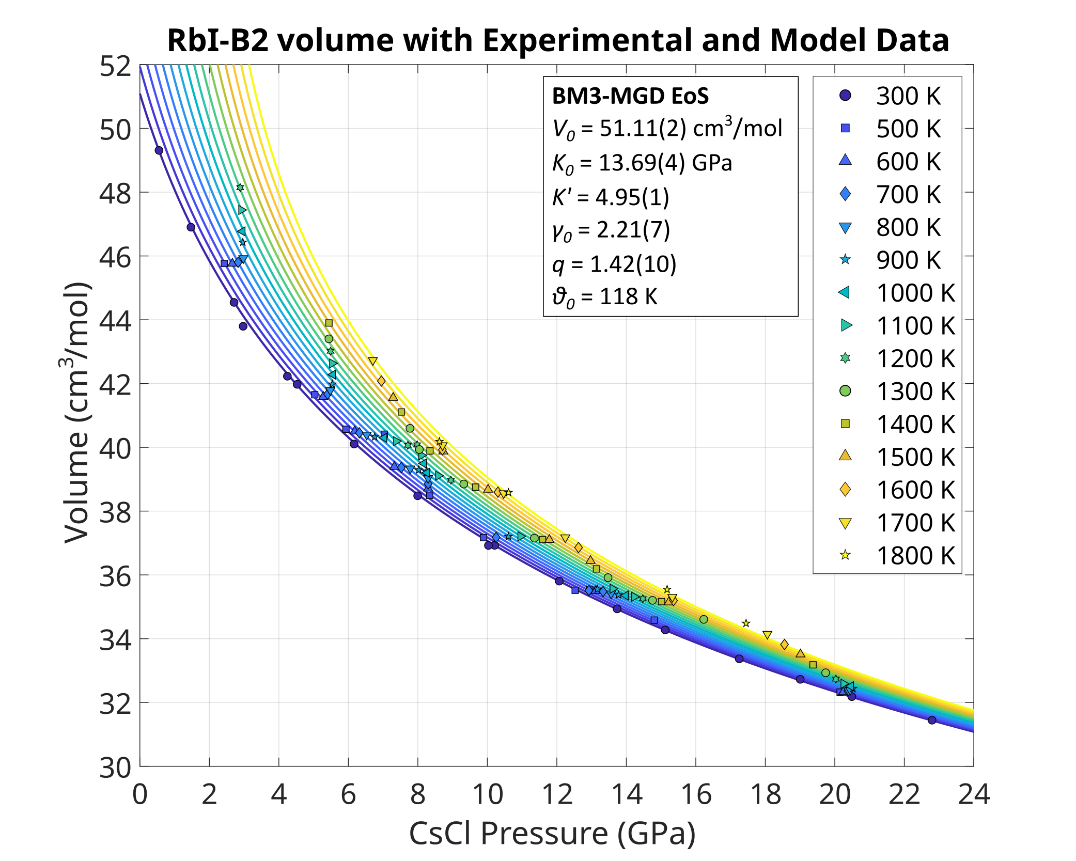 RbI-B2 volume with Experimental and Model Data
Volume (cm³/mol)
52
50
48
46
44
42
40
38
36
34
32
30
BM3-MGD EoS
V₀ = 51.11(2) cm³/mol
K₀ = 13.69(4) GPa
K' = 4.95(1)
γ₀ = 2.21(7)
q = 1.42(10)
ϑ₀ = 118 K
300 K
500 K
600 K
700 K
800 K
900 K
1000 K
1100 K
1200 K
1300 K
1400 K
1500 K
1600 K
1700 K
1800 K
0 2 4 6 8 10 12 14 16 18 20 22 24
CsCl Pressure (GPa)